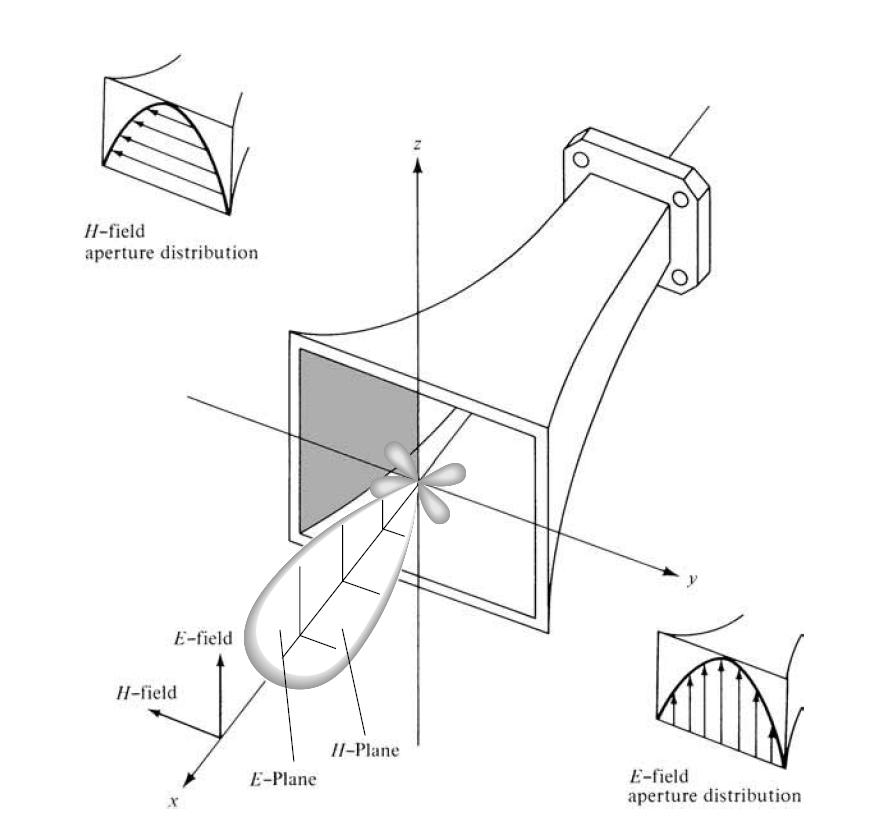 H-field
aperture distribution
z
y
E-field
H-field
H-Plane
E-Plane
x
E-field
aperture distribution